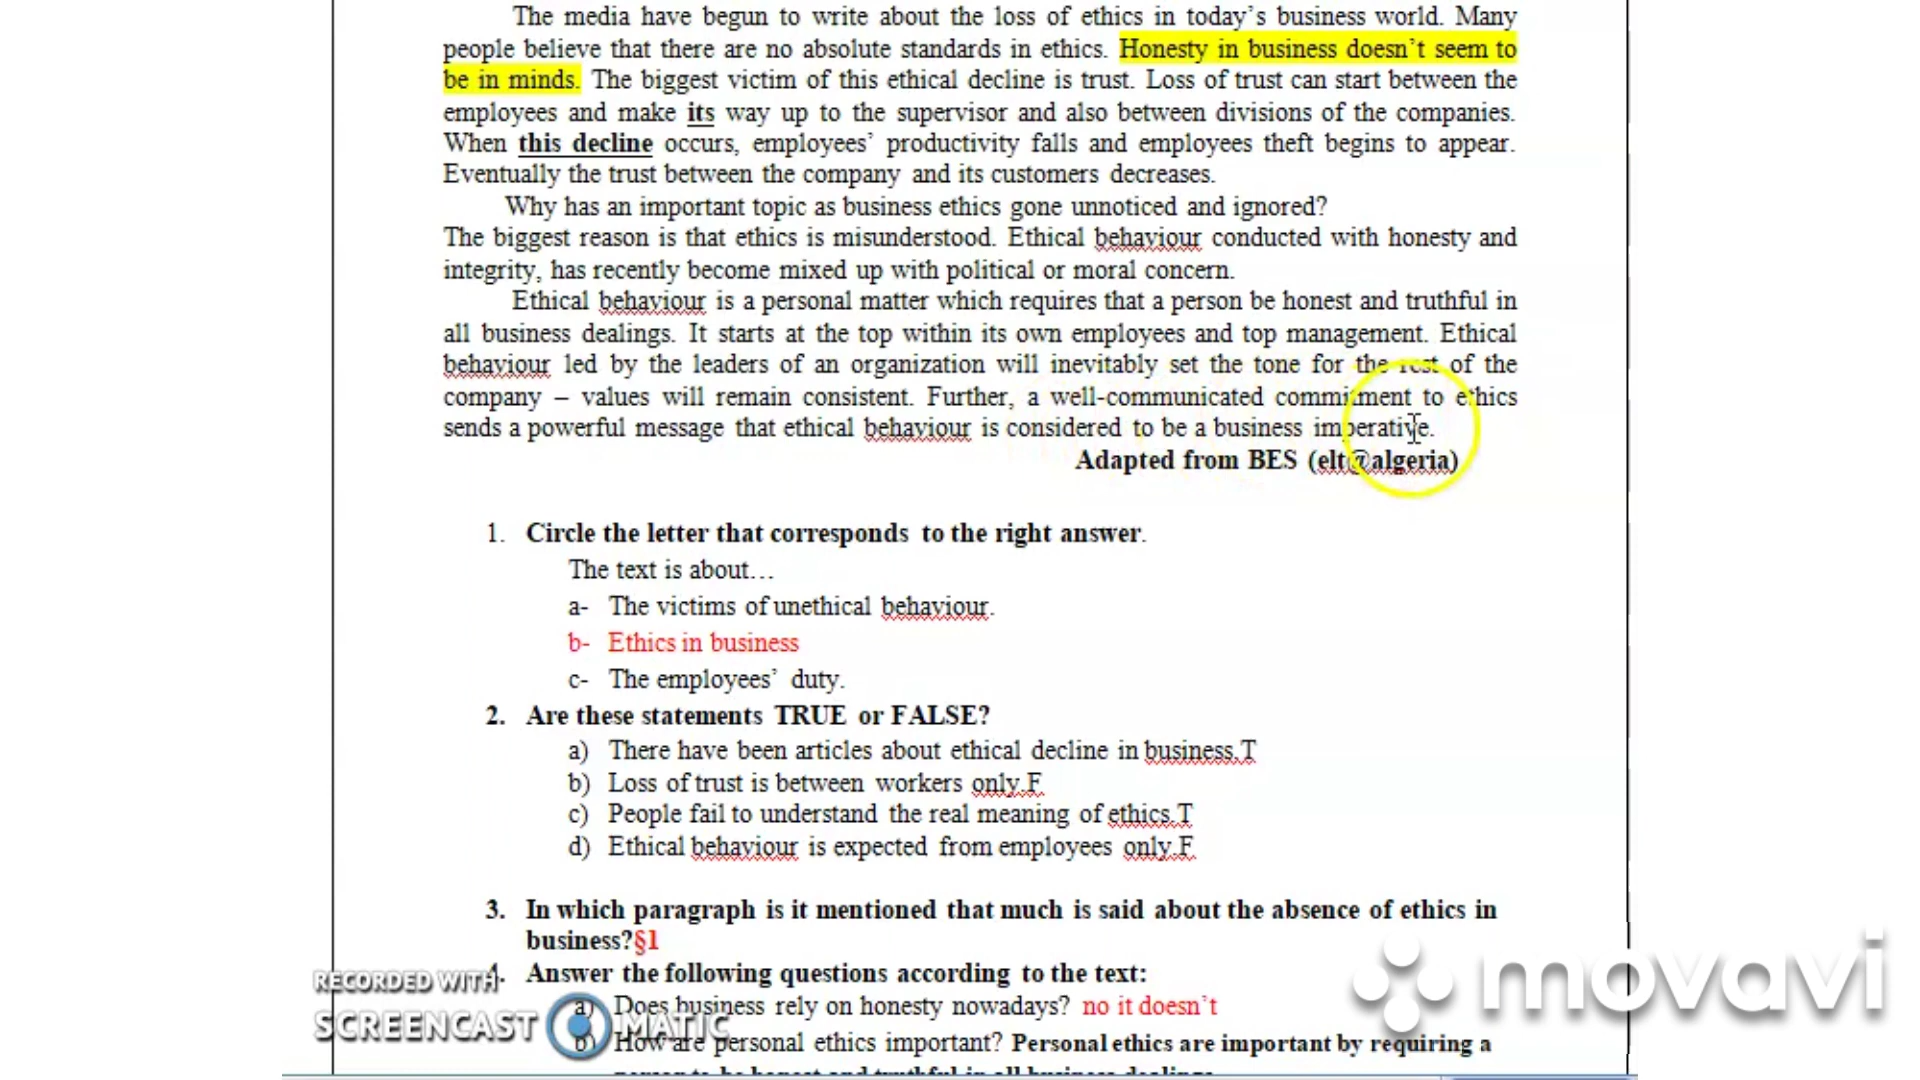 The media have begun to write about the loss of ethics in today's business world. Many
people believe that there are no absolute standards in ethics. Honesty in business doesn't seem to
be in minds. The biggest victim of this ethical decline is trust. Loss of trust can start between the
employees and make its way up to the supervisor and also between divisions of the companies.
When this decline occurs, employees' productivity falls and employees theft begins to appear.
Eventually the trust between the company and its customers decreases.
Why has an important topic as business ethics gone unnoticed and ignored?
The biggest reason is that ethics is misunderstood. Ethical behaviour conducted with honesty and
integrity, has recently become mixed up with political or moral concern.
Ethical behaviour is a personal matter which requires that a person be honest and truthful in
all business dealings. It starts at the top within its own employees and top management. Ethical
behaviour led by the leaders of an organization will inevitably set the tone for the rest of the
company – values will remain consistent. Further, a well-communicated commitment to ethics
sends a powerful message that ethical behaviour is considered to be a business imperative.
Adapted from BES (elt@algeria)
1. Circle the letter that corresponds to the right answer.
The text is about…
a- The victims of unethical behaviour.
b- Ethics in business
c- The employees' duty.
2. Are these statements TRUE or FALSE?
a) There have been articles about ethical decline in business.T
b) Loss of trust is between workers only.F
c) People fail to understand the real meaning of ethics.T
d) Ethical behaviour is expected from employees only.F
3. In which paragraph is it mentioned that much is said about the absence of ethics in
business?§1
4. Answer the following questions according to the text:
a) Does business rely on honesty nowadays? no it doesn't
b) How are personal ethics important? Personal ethics are important by requiring a
person to be honest and truthful in all business dealings
RECORDED WITH
SCREENCAST MATIC
movavi